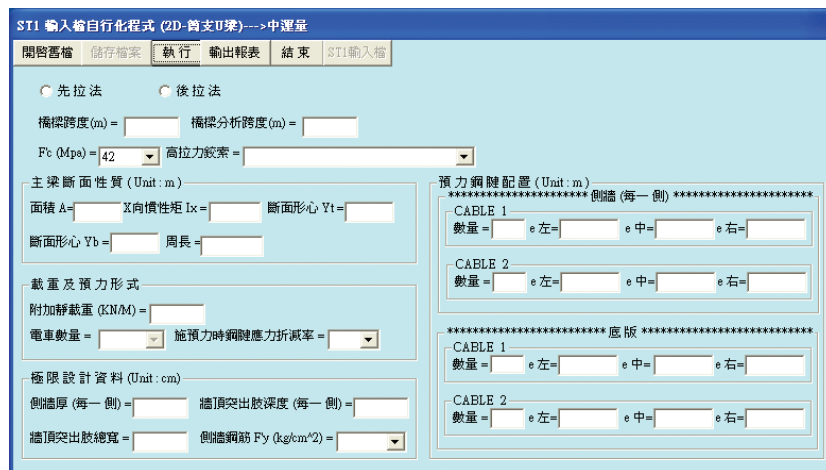 ST1 輸入檔自行化程式 (2D-簡支U梁)--->中運量
開啓舊檔 儲存檔案 執行 輸出報表 結束 ST1輸入檔
先拉法 後拉法
橋樑跨度(m) = 橋樑分析跨度(m) =
F'c (Mpa) = 42 高拉力鉸索 =
主梁斷面性質 (Unit : m)
面積 A= X向慣性矩 Ix = 斷面形心 Yt =
斷面形心 Yb = 周長 =
載重及預力形式
附加靜載重 (KN/M) =
電車數量 = 施預力時鋼腱應力折減率 =
極限設計資料 (Unit : cm)
側牆厚 (每一側) = 牆頂突出肢深度 (每一側) =
牆頂突出肢總寬 = 側牆鋼筋 F'y (kg/cm^2) =
預力鋼腱配置 (Unit : m)
*********************** 側牆 (每一側) ***********************
CABLE 1
數量 = e 左= e 中= e 右=
CABLE 2
數量 = e 左= e 中= e 右=
************************** 底版 ****************************
CABLE 1
數量 = e 左= e 中= e 右=
CABLE 2
數量 = e 左= e 中= e 右=